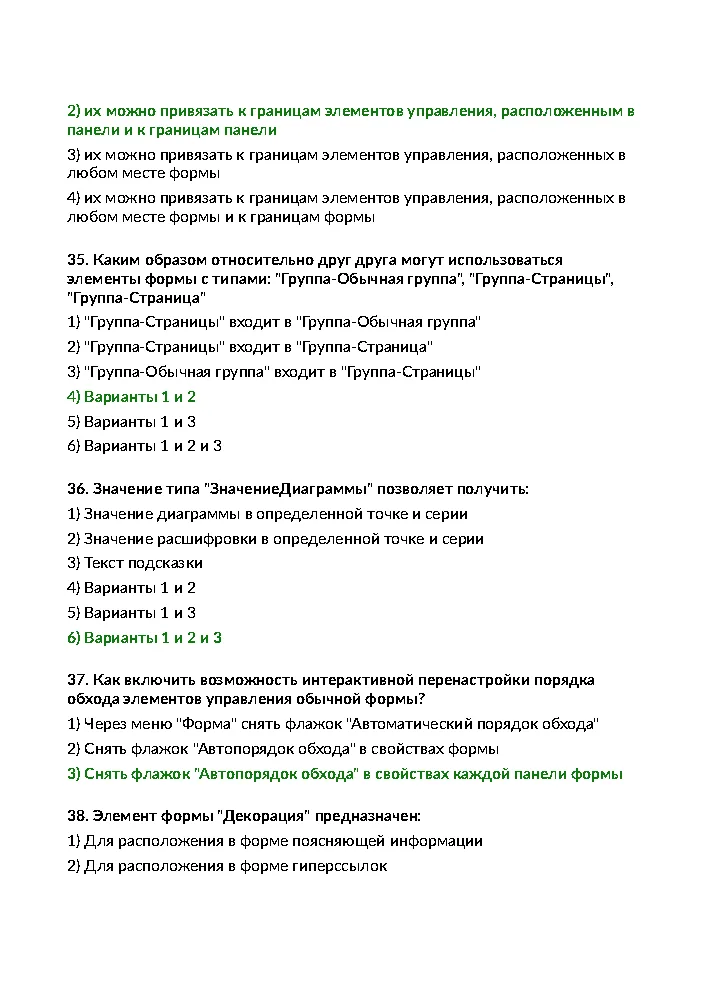 2) их можно привязать к границам элементов управления, расположенным в
панели и к границам панели
3) их можно привязать к границам элементов управления, расположенных в
любом месте формы
4) их можно привязать к границам элементов управления, расположенных в
любом месте формы и к границам формы
35. Каким образом относительно друг друга могут использоваться
элементы формы с типами: "Группа-Обычная группа", "Группа-Страницы",
"Группа-Страница"
1) "Группа-Страницы" входит в "Группа-Обычная группа"
2) "Группа-Страницы" входит в "Группа-Страница"
3) "Группа-Обычная группа" входит в "Группа-Страницы"
4) Варианты 1 и 2
5) Варианты 1 и 3
6) Варианты 1 и 2 и 3
36. Значение типа "ЗначениеДиаграммы" позволяет получить:
1) Значение диаграммы в определенной точке и серии
2) Значение расшифровки в определенной точке и серии
3) Текст подсказки
4) Варианты 1 и 2
5) Варианты 1 и 3
6) Варианты 1 и 2 и 3
37. Как включить возможность интерактивной перенастройки порядка
обхода элементов управления обычной формы?
1) Через меню "Форма" снять флажок "Автоматический порядок обхода"
2) Снять флажок "Автопорядок обхода" в свойствах формы
3) Снять флажок "Автопорядок обхода" в свойствах каждой панели формы
38. Элемент формы "Декорация" предназначен:
1) Для расположения в форме поясняющей информации
2) Для расположения в форме гиперссылок